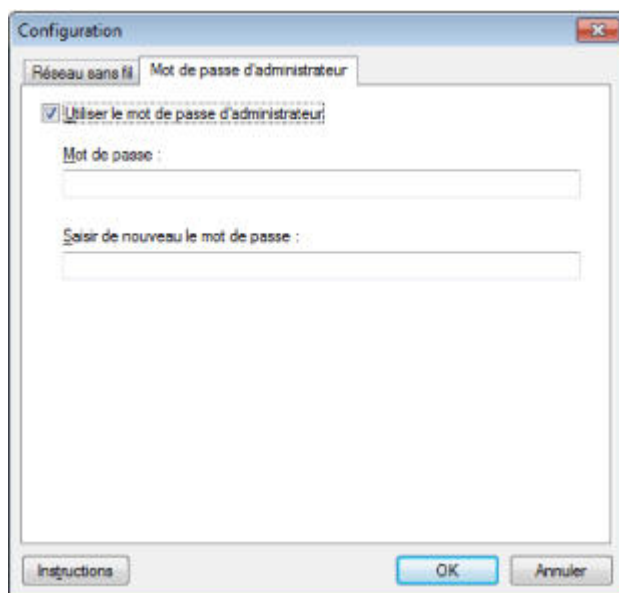 Configuration
Réseau sans fil
Mot de passe d'administrateur
Utiliser le mot de passe d'administrateur
Mot de passe :
Saisir de nouveau le mot de passe :
Instructions
OK
Annuler